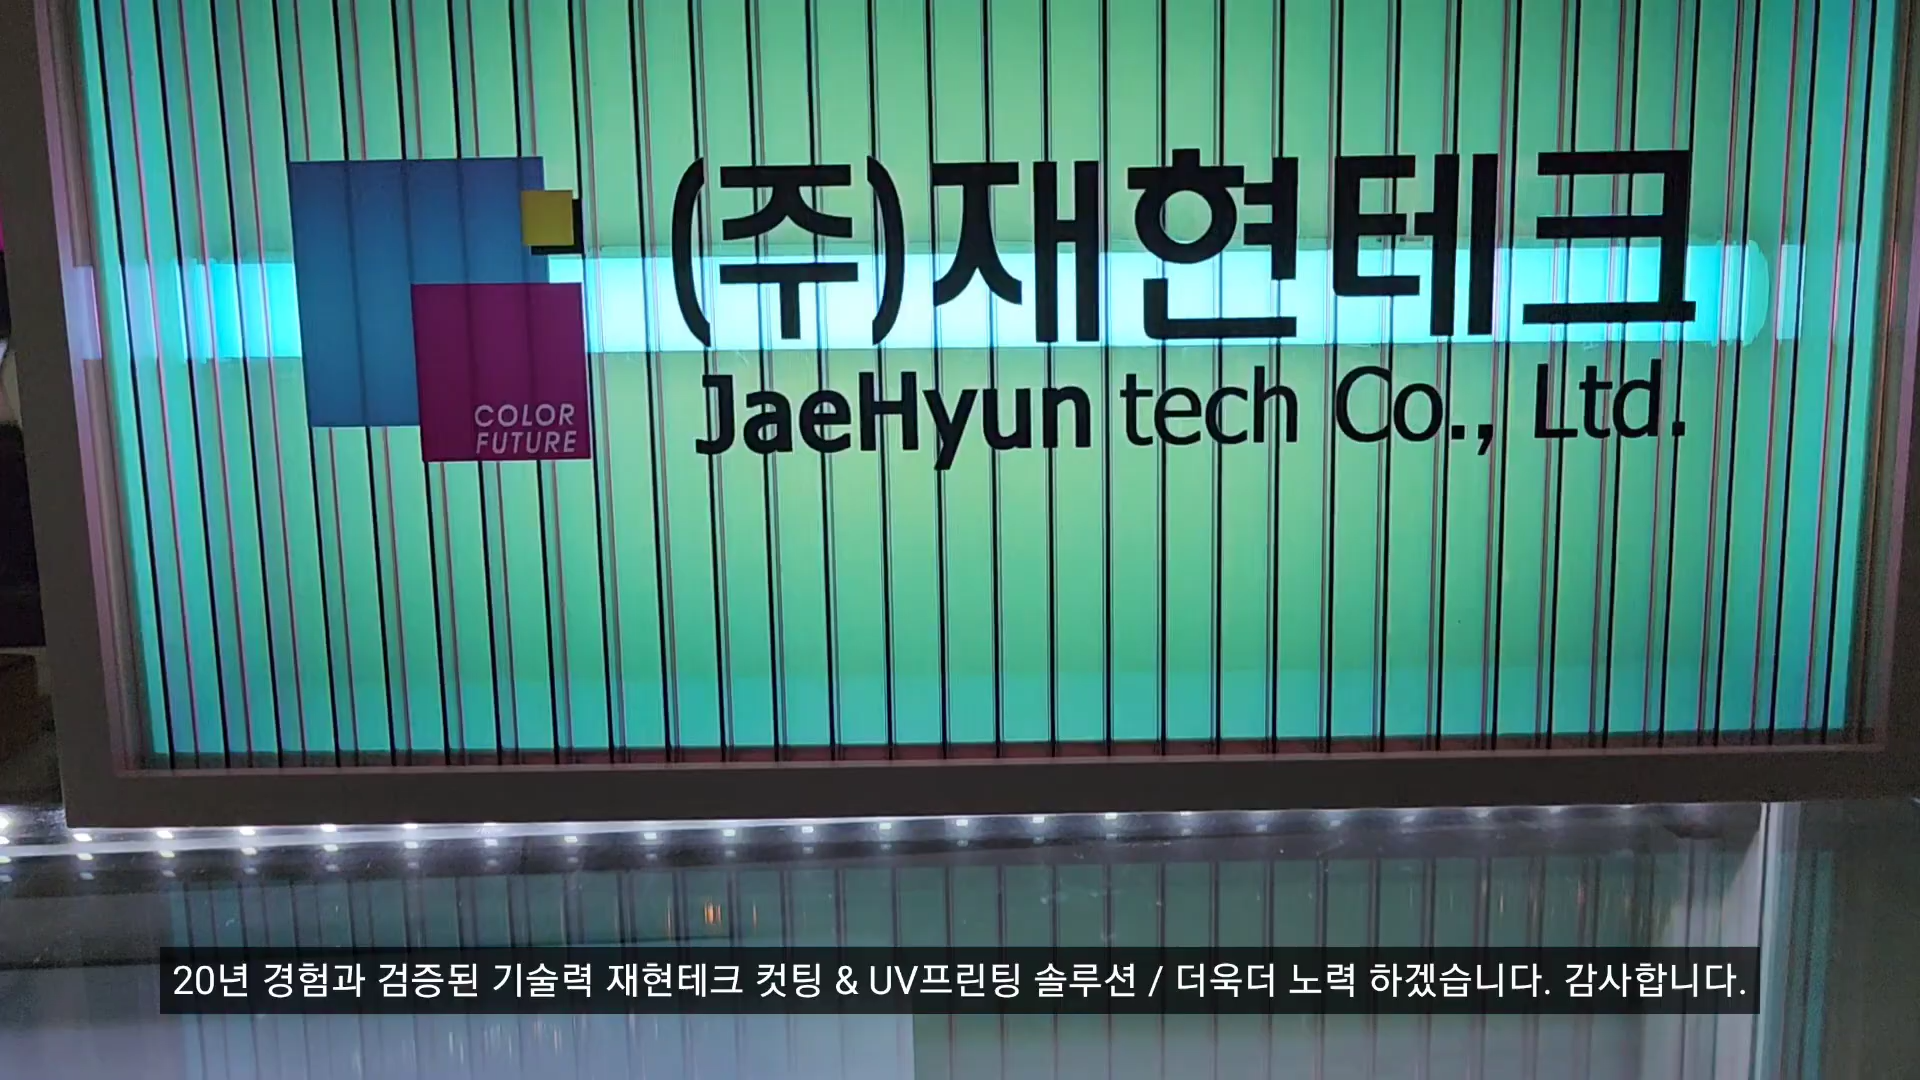 (주)재현테크
JaeHyun tech Co., Ltd.
COLOR
FUTURE
20년 경험과 검증된 기술력 재현테크 컷팅 & UV프린팅 솔루션 / 더욱더 노력 하겠습니다. 감사합니다.